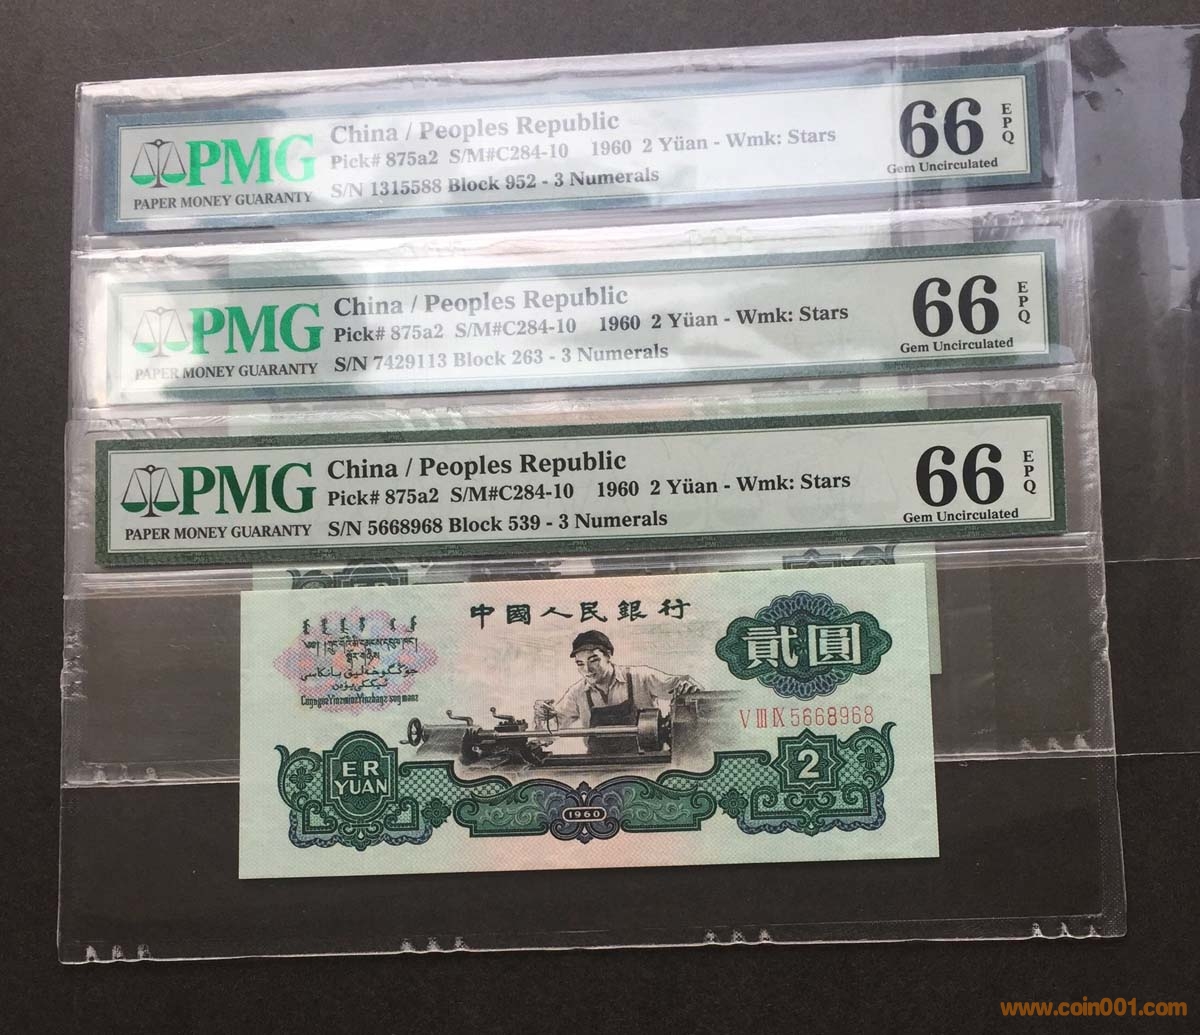 PMG
PAPER MONEY GUARANTY
China / Peoples Republic
Pick# 875a2 S/M#C284-10 1960 2 Yüan - Wmk: Stars
S/N 1315588 Block 952 - 3 Numerals
66
EPQ
Gem Uncirculated
PMG
PAPER MONEY GUARANTY
China / Peoples Republic
Pick# 875a2 S/M#C284-10 1960 2 Yüan - Wmk: Stars
S/N 7429113 Block 263 - 3 Numerals
66
EPQ
Gem Uncirculated
PMG
PAPER MONEY GUARANTY
China / Peoples Republic
Pick# 875a2 S/M#C284-10 1960 2 Yüan - Wmk: Stars
S/N 5668968 Block 539 - 3 Numerals
66
EPQ
Gem Uncirculated
中國人民銀行
貳圓
V III IX 5668968
ER
YUAN
1960
2
www.coin001.com